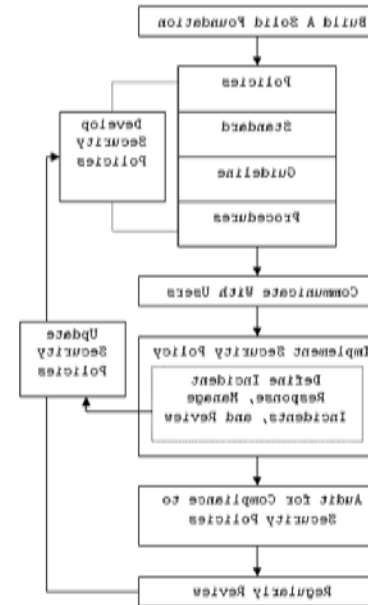 Build A Solid Foundation
Policies
Standard
Guideline
Procedures
Develop
Security
Policies
Communicate With Users
Implement Security Policy
Define Incident
Response, Manage
Incidents, and Review
Update
Security
Policies
Audit for Compliance to
Security Policies
Regularly Review